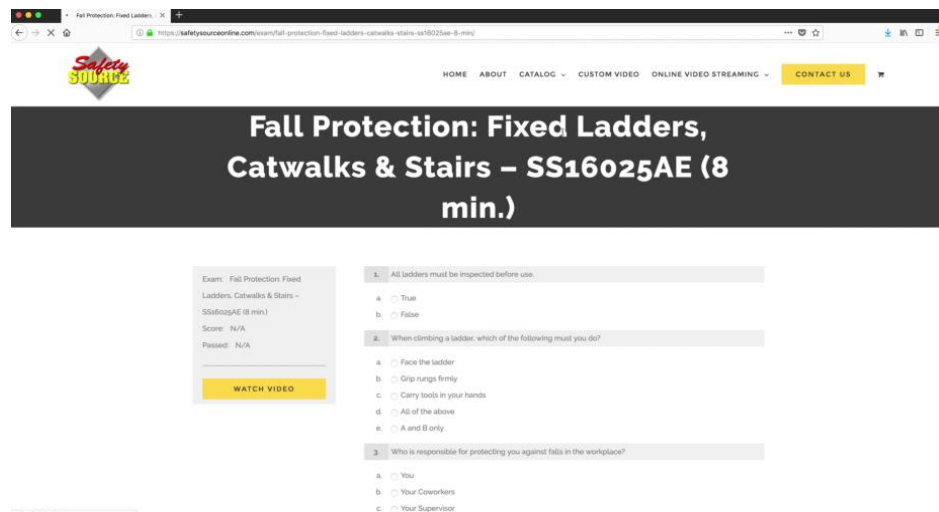 Fall Protection: Fixed Ladders,
https://safetysourceonline.com/exam/fall-protection-fixed-ladders-catwalks-stairs-ss16025ae-8-min/
Safety
SOURCE
HOME ABOUT CATALOG CUSTOM VIDEO ONLINE VIDEO STREAMING CONTACT US
Fall Protection: Fixed Ladders,
Catwalks & Stairs – SS16025AE (8
min.)
Exam: Fall Protection: Fixed
Ladders, Catwalks & Stairs –
SS16025AE (8 min.)
Score: N/A
Passed: N/A
WATCH VIDEO
1. All ladders must be inspected before use.
a. True
b. False
2. When climbing a ladder, which of the following must you do?
a. Face the ladder
b. Grip rungs firmly
c. Carry tools in your hands
d. All of the above
e. A and B only
3. Who is responsible for protecting you against falls in the workplace?
a. You
b. Your Coworkers
c. Your Supervisor